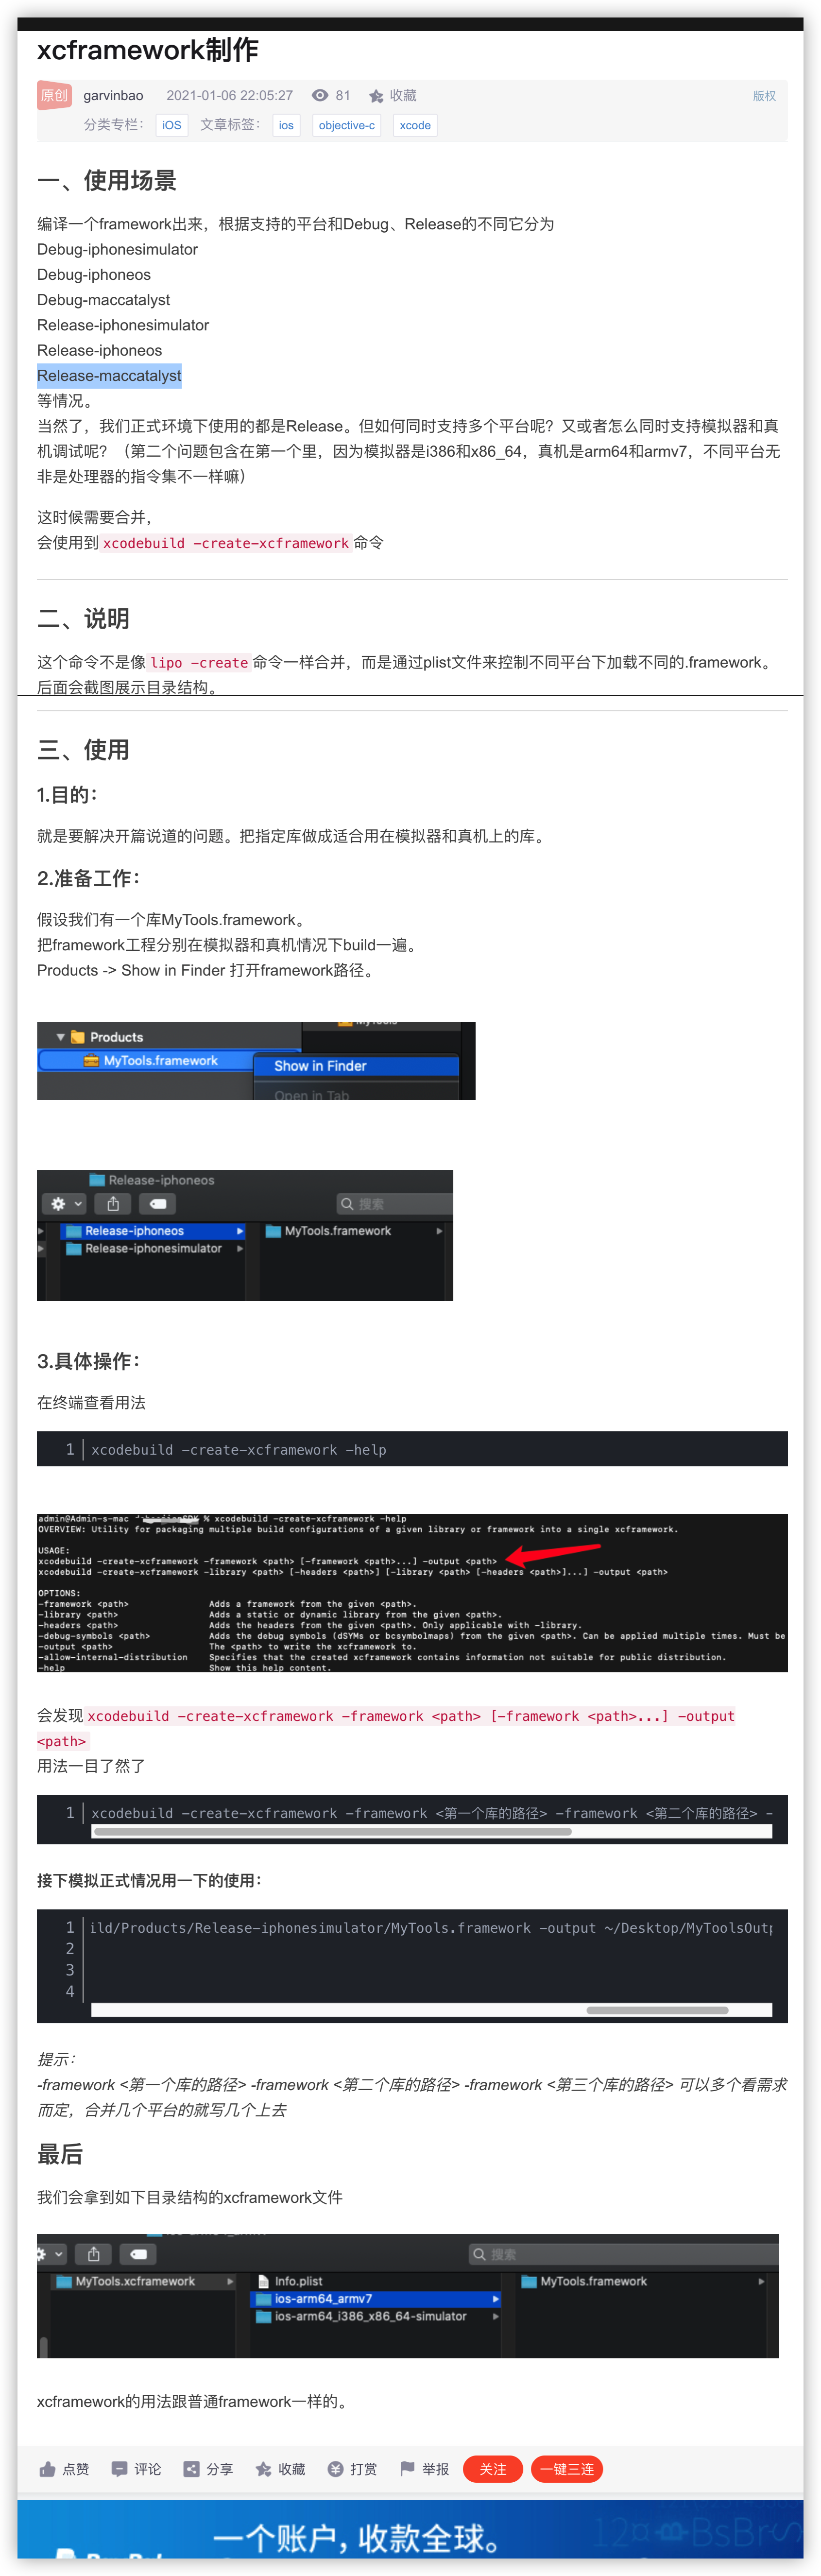 xcframework制作
原创 garvinbao 2021-01-06 22:05:27 81 收藏 版权
分类专栏： iOS 文章标签： ios objective-c xcode
一、使用场景
编译一个framework出来，根据支持的平台和Debug、Release的不同它分为
Debug-iphonesimulator
Debug-iphoneos
Debug-maccatalyst
Release-iphonesimulator
Release-iphoneos
Release-maccatalyst
等情况。
当然了，我们正式环境下使用的都是Release。但如何同时支持多个平台呢？又或者怎么同时支持模拟器和真
机调试呢？（第二个问题包含在第一个里，因为模拟器是i386和x86_64，真机是arm64和armv7，不同平台无
非是处理器的指令集不一样嘛）
这时候需要合并，
会使用到 xcodebuild -create-xcframework 命令
二、说明
这个命令不是像 lipo -create 命令一样合并，而是通过plist文件来控制不同平台下加载不同的.framework。
后面会截图展示目录结构。
三、使用
1.目的：
就是要解决开篇说道的问题。把指定库做成适合用在模拟器和真机上的库。
2.准备工作：
假设我们有一个库MyTools.framework。
把framework工程分别在模拟器和真机情况下build一遍。
Products -> Show in Finder 打开framework路径。
MyTools
Products
MyTools.framework
Show in Finder
Open in Tab
Release-iphoneos
搜索
Release-iphoneos MyTools.framework
Release-iphonesimulator
3.具体操作：
在终端查看用法
1 xcodebuild -create-xcframework -help
admin@Admin-s-mac % xcodebuild -create-xcframework -help
OVERVIEW: Utility for packaging multiple build configurations of a given library or framework into a single xcframework.
USAGE:
xcodebuild -create-xcframework -framework <path> [-framework <path>...] -output <path>
xcodebuild -create-xcframework -library <path> [-headers <path>] [-library <path> [-headers <path>]...] -output <path>
OPTIONS:
-framework <path> Adds a framework from the given <path>.
-library <path> Adds a static or dynamic library from the given <path>.
-headers <path> Adds the headers from the given <path>. Only applicable with -library.
-debug-symbols <path> Adds the debug symbols (dSYMs or bcsymbolmaps) from the given <path>. Can be applied multiple times. Must be
-output <path> The <path> to write the xcframework to.
-allow-internal-distribution Specifies that the created xcframework contains information not suitable for public distribution.
-help Show this help content.
会发现 xcodebuild -create-xcframework -framework <path> [-framework <path>...] -output
<path>
用法一目了然了
1 xcodebuild -create-xcframework -framework <第一个库的路径> -framework <第二个库的路径> -
接下模拟正式情况用一下的使用：
1 ild/Products/Release-iphonesimulator/MyTools.framework -output ~/Desktop/MyToolsOutp
2
3
4
提示：
-framework <第一个库的路径> -framework <第二个库的路径> -framework <第三个库的路径> 可以多个看需求
而定，合并几个平台的就写几个上去
最后
我们会拿到如下目录结构的xcframework文件
搜索
MyTools.xcframework Info.plist MyTools.framework
ios-arm64_armv7
ios-arm64_i386_x86_64-simulator
xcframework的用法跟普通framework一样的。
点赞 评论 分享 收藏 打赏 举报 关注 一键三连
一个账户，收款全球。